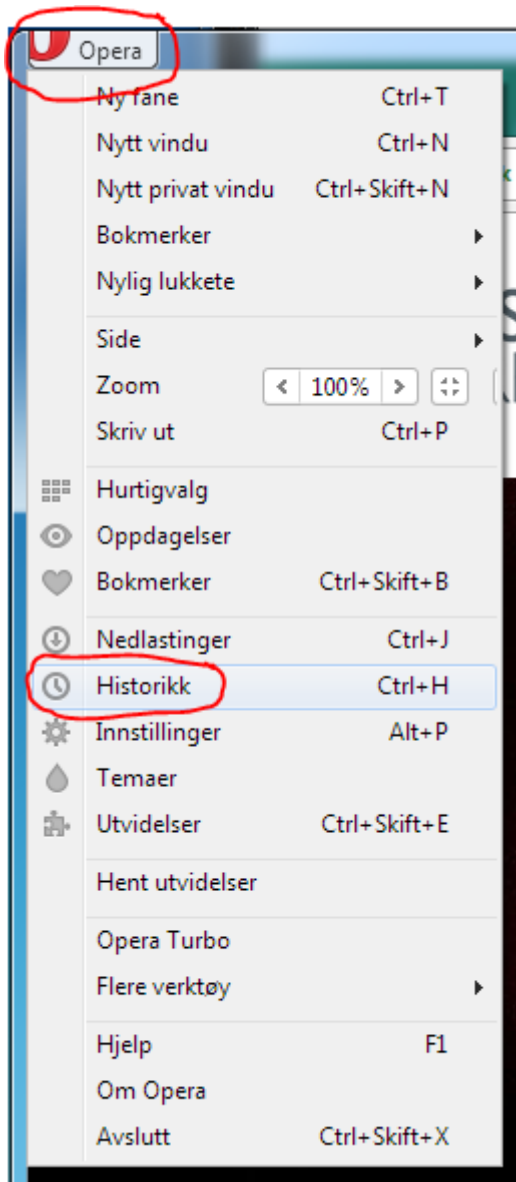 Opera
Ny fane Ctrl+T
Nytt vindu Ctrl+N
Nytt privat vindu Ctrl+Skift+N
Bokmerker
Nylig lukkete
Side
Zoom 100%
Skriv ut Ctrl+P
Hurtigvalg
Oppdagelser
Bokmerker Ctrl+Skift+B
Nedlastinger Ctrl+J
Historikk Ctrl+H
Innstillinger Alt+P
Temaer
Utvidelser Ctrl+Skift+E
Hent utvidelser
Opera Turbo
Flere verktøy
Hjelp F1
Om Opera
Avslutt Ctrl+Skift+X